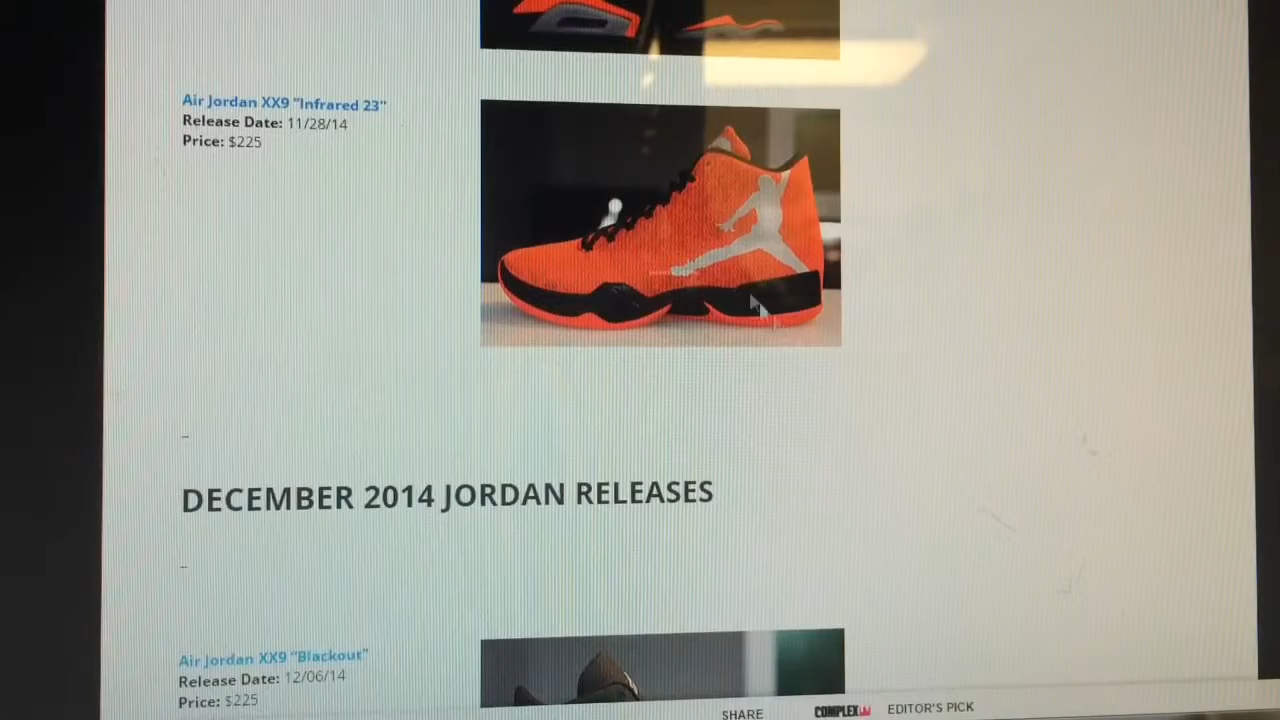 Air Jordan XX9 "Infrared 23"
Release Date: 11/28/14
Price: $225
–
DECEMBER 2014 JORDAN RELEASES
–
Air Jordan XX9 "Blackout"
Release Date: 12/06/14
Price: $225
SHARE COMPLEX EDITOR'S PICK